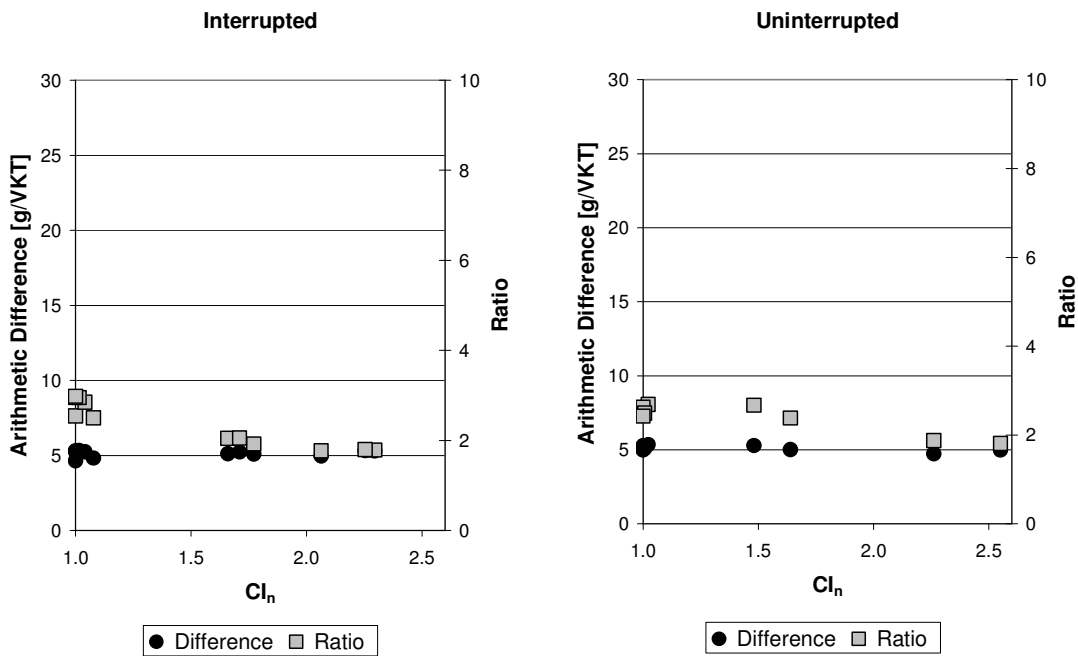 Interrupted
30
25
20
15
10
5
0
10
8
6
4
2
0
1.0 1.5 2.0 2.5
Arithmetic Difference [g/VKT]
Ratio
CIn
Difference Ratio
Uninterrupted
30
25
20
15
10
5
0
10
8
6
4
2
0
1.0 1.5 2.0 2.5
Arithmetic Difference [g/VKT]
Ratio
CIn
Difference Ratio